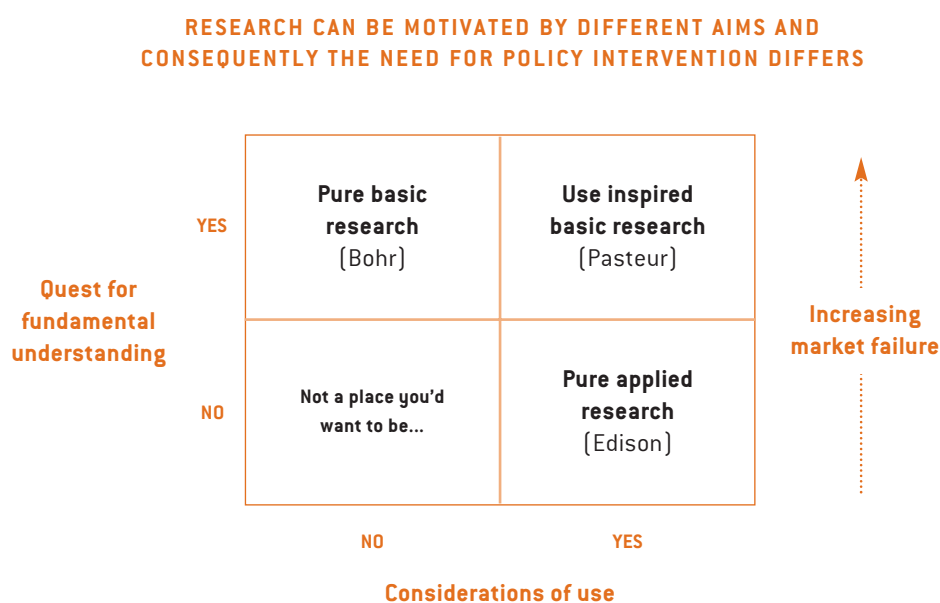 RESEARCH CAN BE MOTIVATED BY DIFFERENT AIMS AND
CONSEQUENTLY THE NEED FOR POLICY INTERVENTION DIFFERS
Pure basic
research
(Bohr)
Use inspired
basic research
(Pasteur)
YES
Quest for
fundamental
understanding
Increasing
market failure
NO
Not a place you’d
want to be...
Pure applied
research
(Edison)
NO
YES
Considerations of use